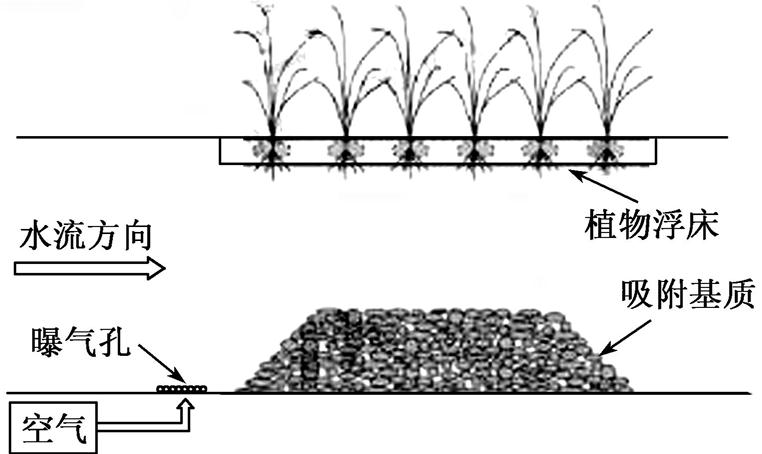 植物浮床
水流方向
吸附基质
曝气孔
空气